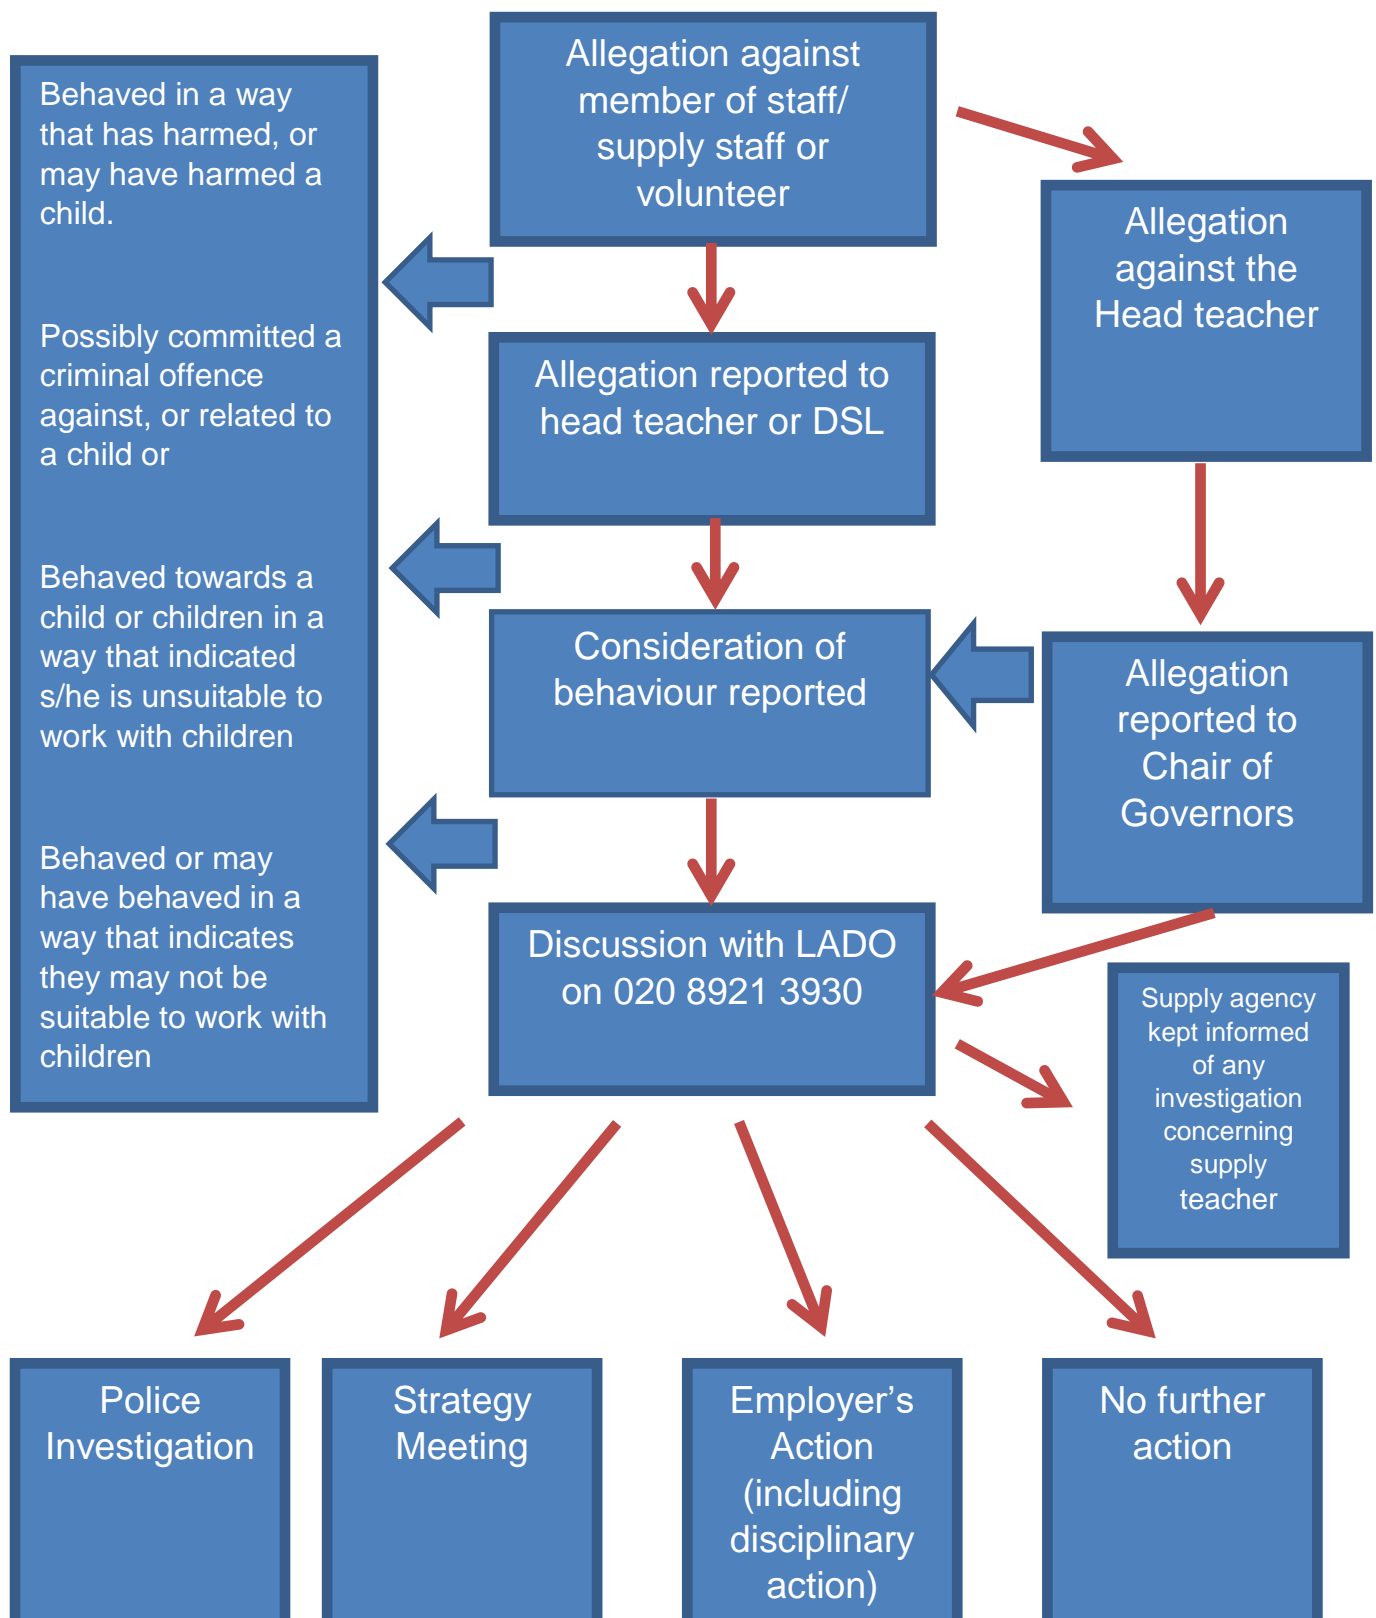 Allegation against
member of staff/
supply staff or
volunteer
Behaved in a way
that has harmed, or
may have harmed a
child.
Possibly committed a
criminal offence
against, or related to
a child or
Behaved towards a
child or children in a
way that indicated
s/he is unsuitable to
work with children
Behaved or may
have behaved in a
way that indicates
they may not be
suitable to work with
children
Allegation
against the
Head teacher
Allegation reported to
head teacher or DSL
Consideration of
behaviour reported
Allegation
reported to
Chair of
Governors
Discussion with LADO
on 020 8921 3930
Supply agency
kept informed
of any
investigation
concerning
supply
teacher
Police
Investigation
Strategy
Meeting
Employer’s
Action
(including
disciplinary
action)
No further
action